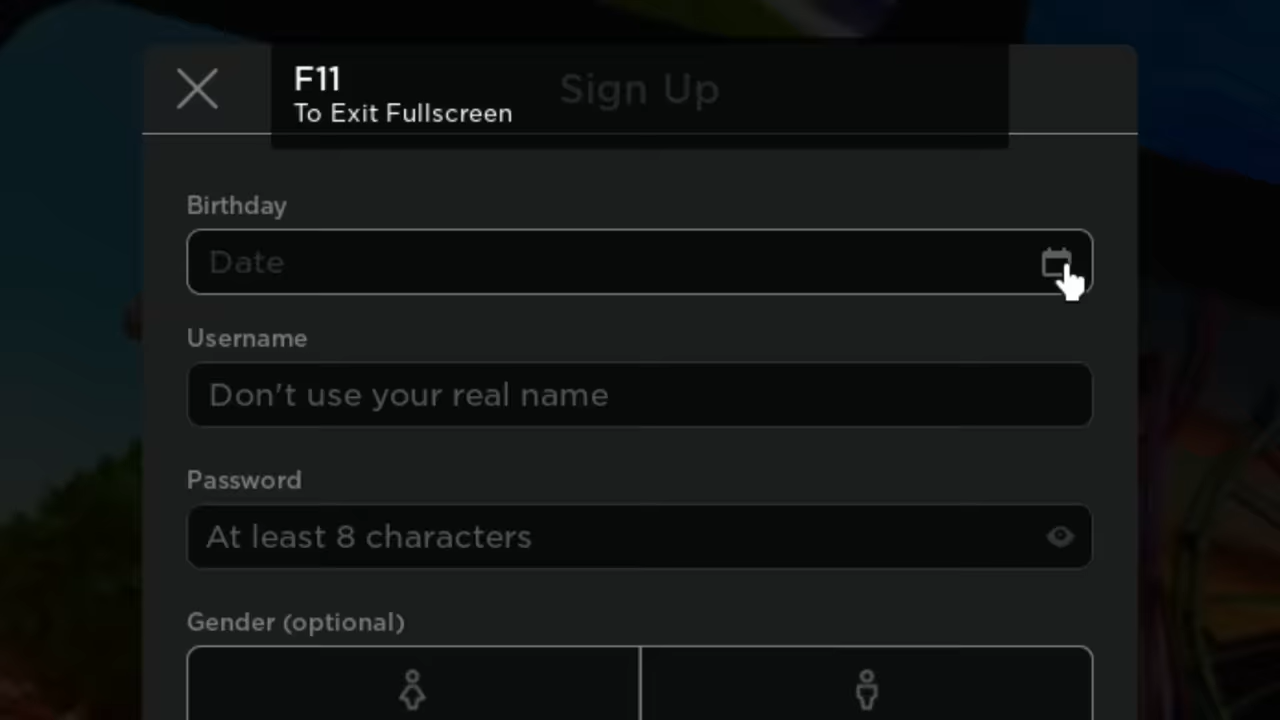 F11
To Exit Fullscreen
Sign Up
Birthday
Date
Username
Don't use your real name
Password
At least 8 characters
Gender (optional)